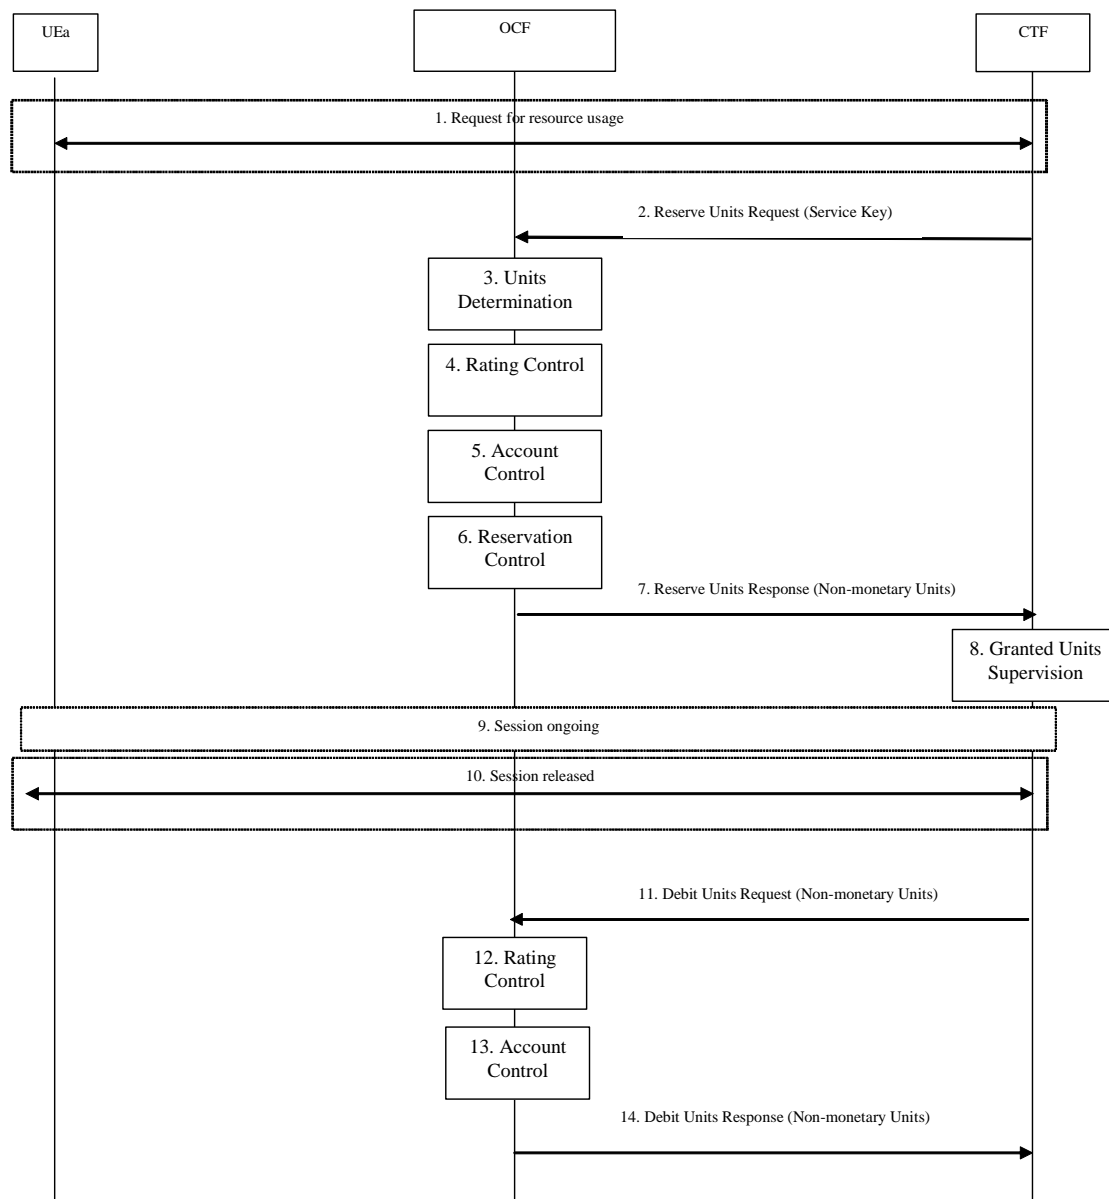 UEa
OCF
CTF
1. Request for resource usage
2. Reserve Units Request (Service Key)
3. Units
Determination
4. Rating Control
5. Account
Control
6. Reservation
Control
7. Reserve Units Response (Non-monetary Units)
8. Granted Units
Supervision
9. Session ongoing
10. Session released
11. Debit Units Request (Non-monetary Units)
12. Rating
Control
13. Account
Control
14. Debit Units Response (Non-monetary Units)